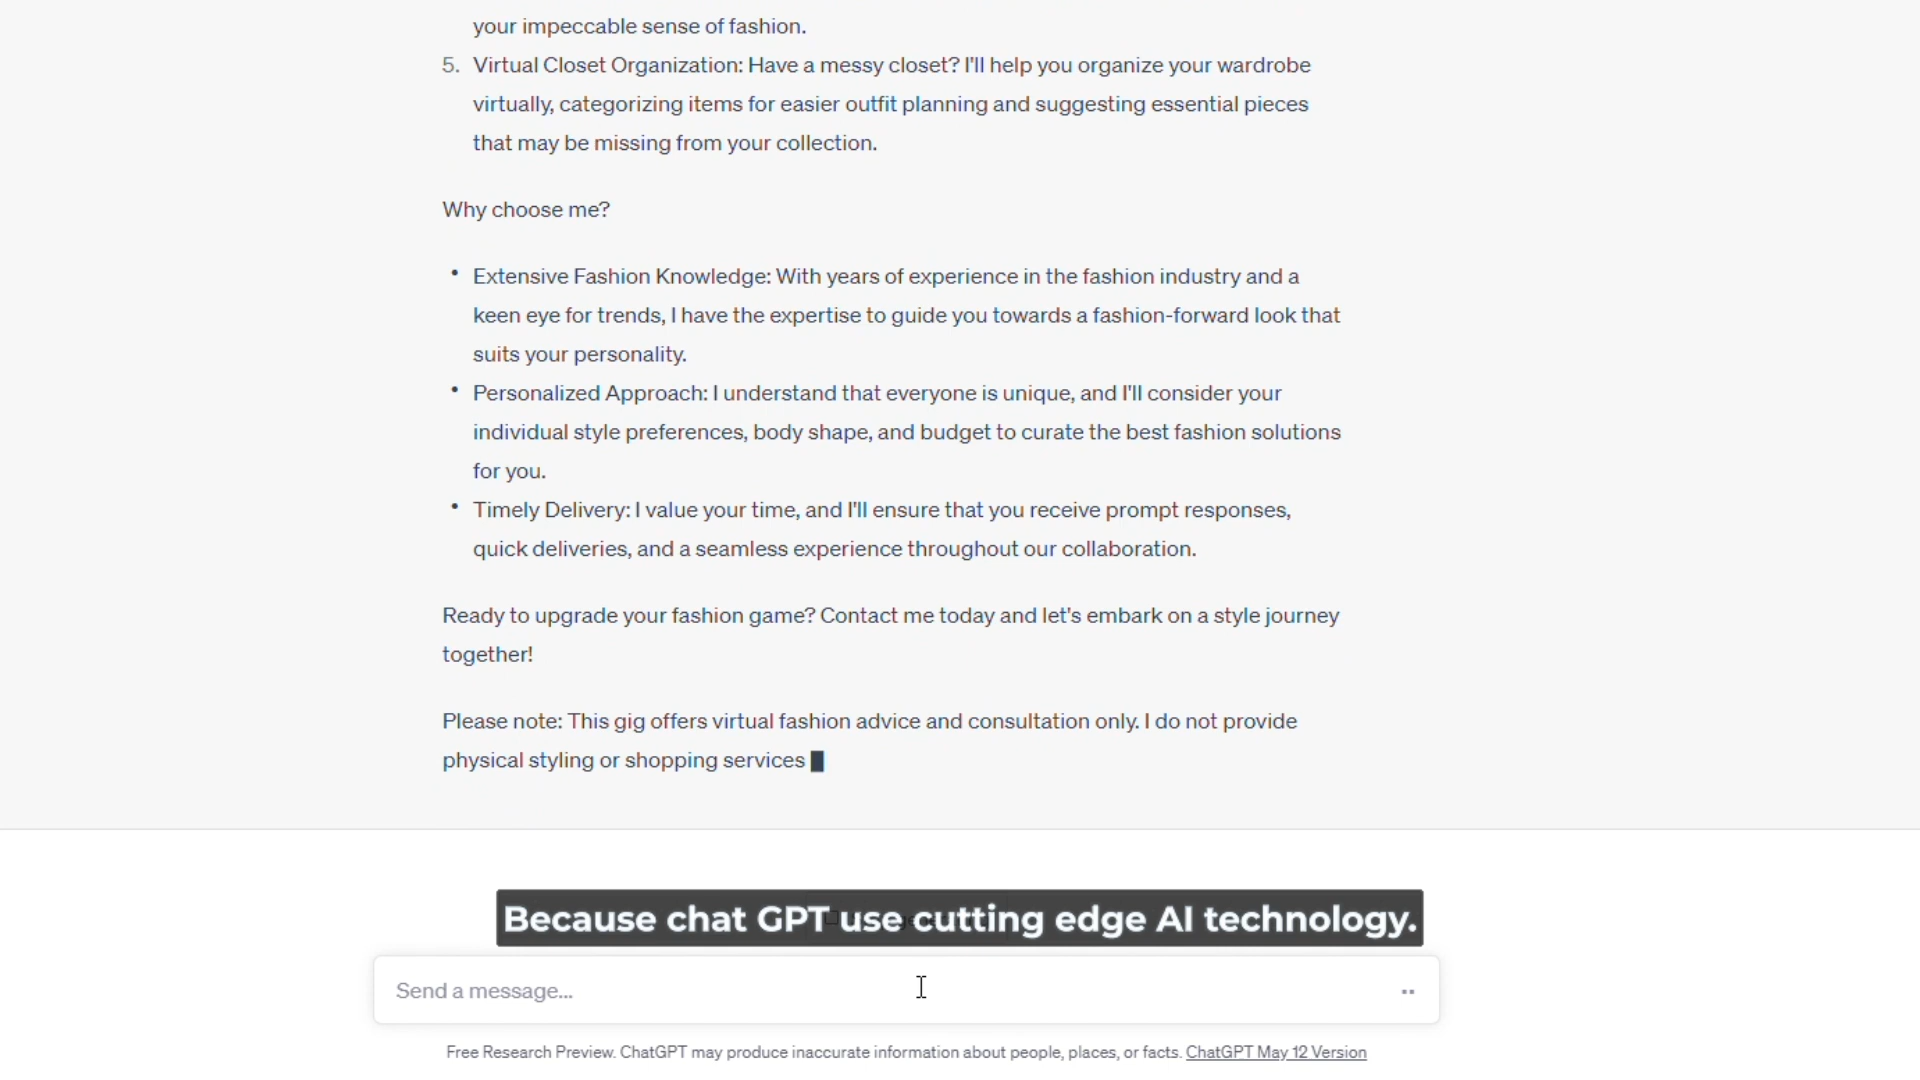 your impeccable sense of fashion.
5. Virtual Closet Organization: Have a messy closet? I'll help you organize your wardrobe
virtually, categorizing items for easier outfit planning and suggesting essential pieces
that may be missing from your collection.
Why choose me?
• Extensive Fashion Knowledge: With years of experience in the fashion industry and a
keen eye for trends, I have the expertise to guide you towards a fashion-forward look that
suits your personality.
• Personalized Approach: I understand that everyone is unique, and I'll consider your
individual style preferences, body shape, and budget to curate the best fashion solutions
for you.
• Timely Delivery: I value your time, and I'll ensure that you receive prompt responses,
quick deliveries, and a seamless experience throughout our collaboration.
Ready to upgrade your fashion game? Contact me today and let's embark on a style journey
together!
Please note: This gig offers virtual fashion advice and consultation only. I do not provide
physical styling or shopping services
Because chat GPT use cutting edge AI technology.
Send a message...
Free Research Preview. ChatGPT may produce inaccurate information about people, places, or facts. ChatGPT May 12 Version